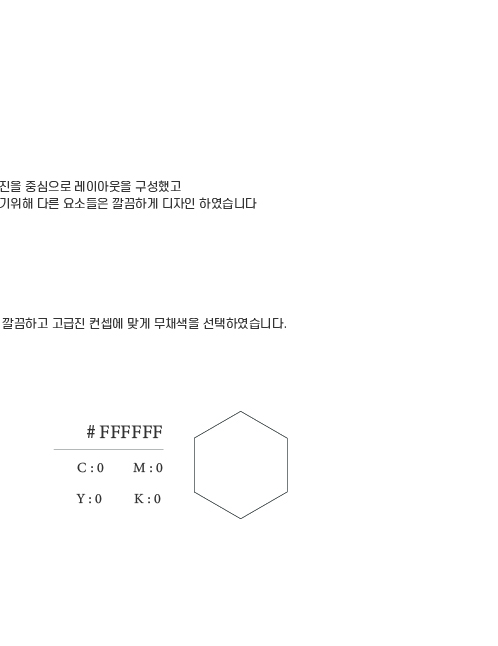 진을 중심으로 레이아웃을 구성했고
기위해 다른 요소들은 깔끔하게 디자인 하였습니다
깔끔하고 고급진 컨셉에 맞게 무채색을 선택하였습니다.
# FFFFFF
C : 0 M : 0
Y : 0 K : 0